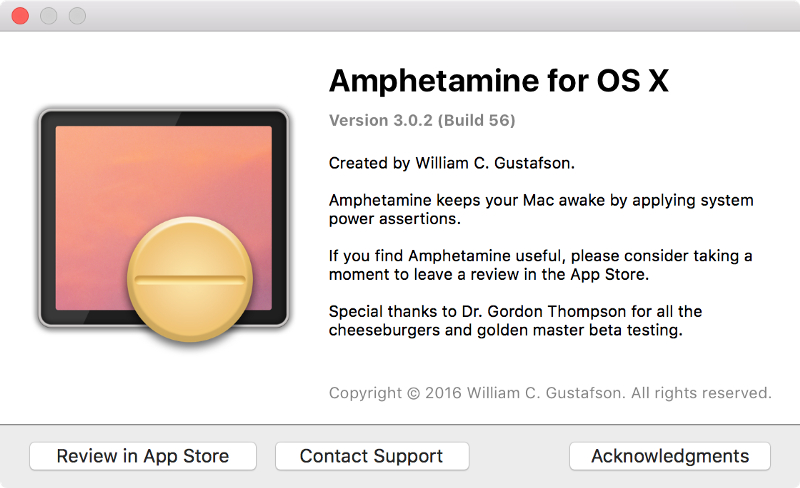 Amphetamine for OS X
Version 3.0.2 (Build 56)
Created by William C. Gustafson.
Amphetamine keeps your Mac awake by applying system
power assertions.
If you find Amphetamine useful, please consider taking a
moment to leave a review in the App Store.
Special thanks to Dr. Gordon Thompson for all the
cheeseburgers and golden master beta testing.
Copyright © 2016 William C. Gustafson. All rights reserved.
Review in App Store
Contact Support
Acknowledgments